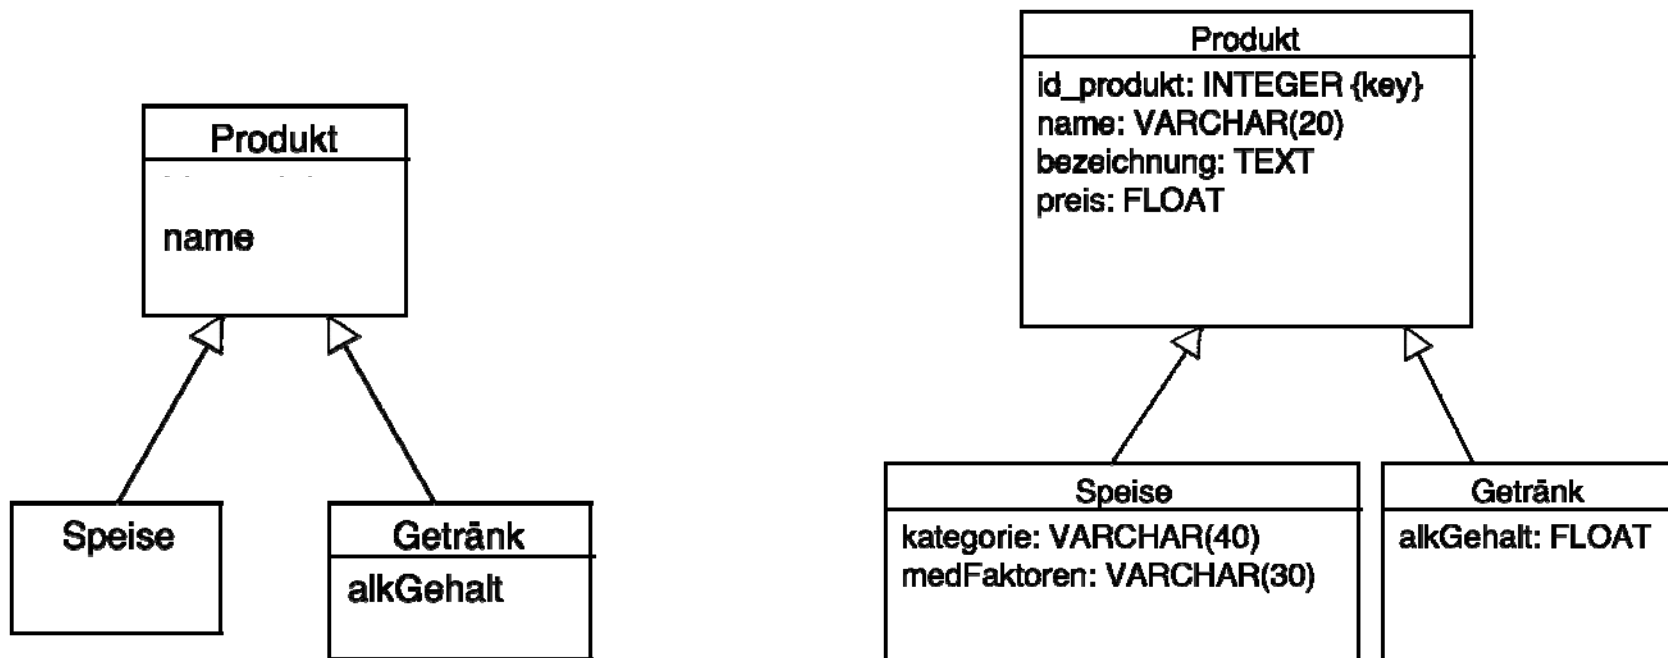 Produkt
name
Speise
Getränk
alkGehalt
Produkt
id_produkt: INTEGER {key}
name: VARCHAR(20)
bezeichnung: TEXT
preis: FLOAT
Speise
kategorie: VARCHAR(40)
medFaktoren: VARCHAR(30)
Getränk
alkGehalt: FLOAT